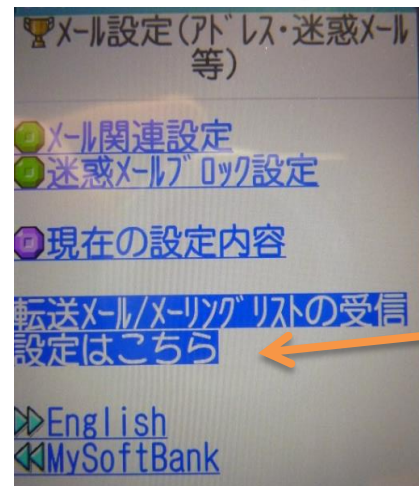 ﾒｰﾙ設定(ｱﾄﾞﾚｽ・迷惑ﾒｰﾙ
等)
ﾒｰﾙ関連設定
迷惑ﾒｰﾙﾌﾞﾛｯｸ設定
現在の設定内容
転送ﾒｰﾙ/ﾒｰﾘﾝｸﾞﾘｽﾄの受信
設定はこちら
English
MySoftBank